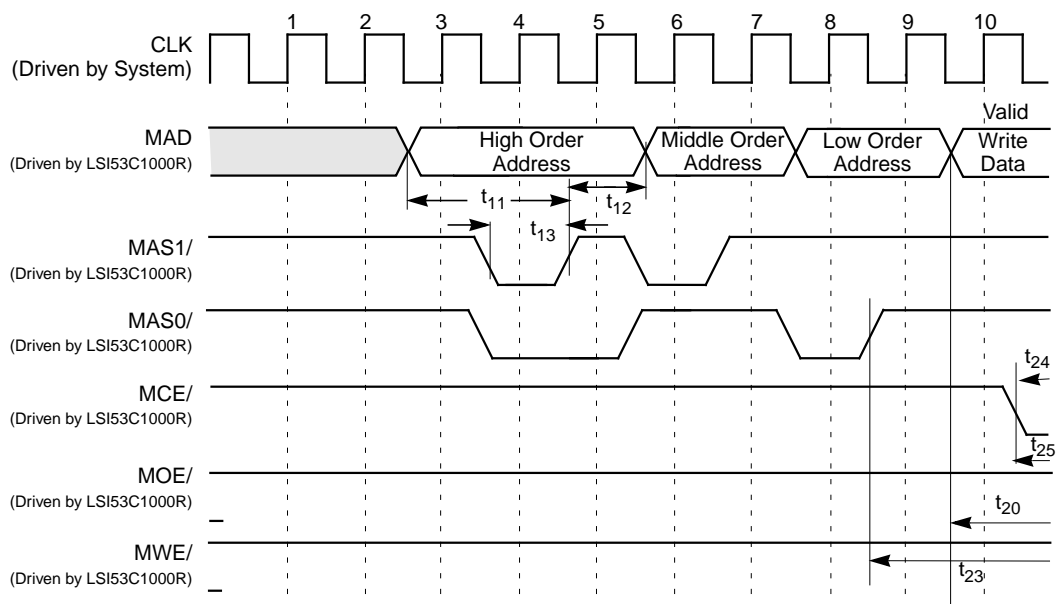 1 2 3 4 5 6 7 8 9 10
CLK
(Driven by System)
Valid
MAD
(Driven by LSI53C1000R)
High Order
Address
Middle Order
Address
Low Order
Address
Write
Data
t11
t12
t13
MAS1/
(Driven by LSI53C1000R)
MAS0/
(Driven by LSI53C1000R)
t24
MCE/
(Driven by LSI53C1000R)
t25
MOE/
(Driven by LSI53C1000R)
t20
MWE/
(Driven by LSI53C1000R)
t23